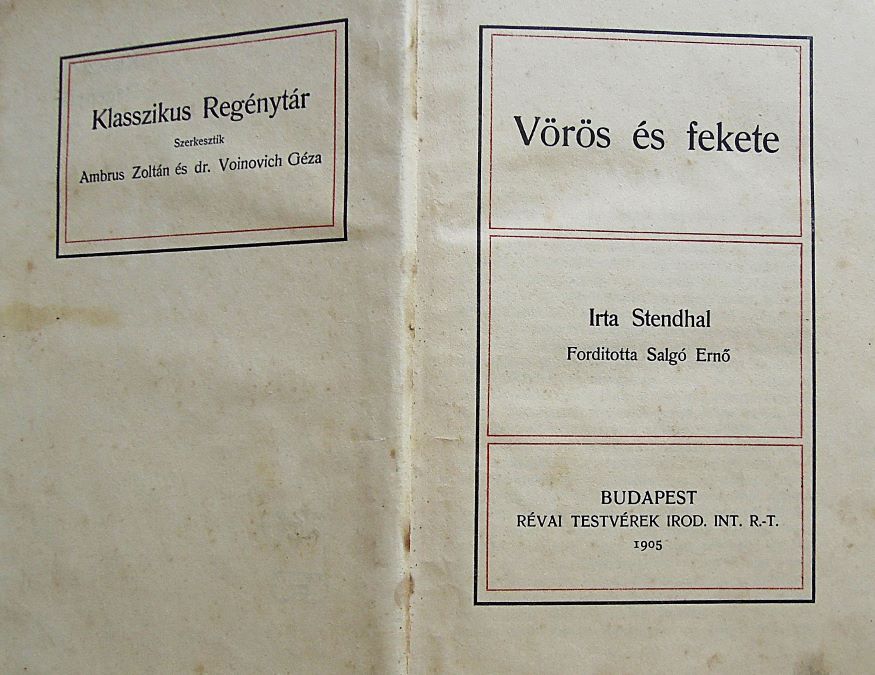 Klasszikus Regénytár
Szerkesztik
Ambrus Zoltán és dr. Voinovich Géza
Vörös és fekete
Irta Stendhal
Forditotta Salgó Ernő
BUDAPEST
RÉVAI TESTVÉREK IROD. INT. R.-T.
1905